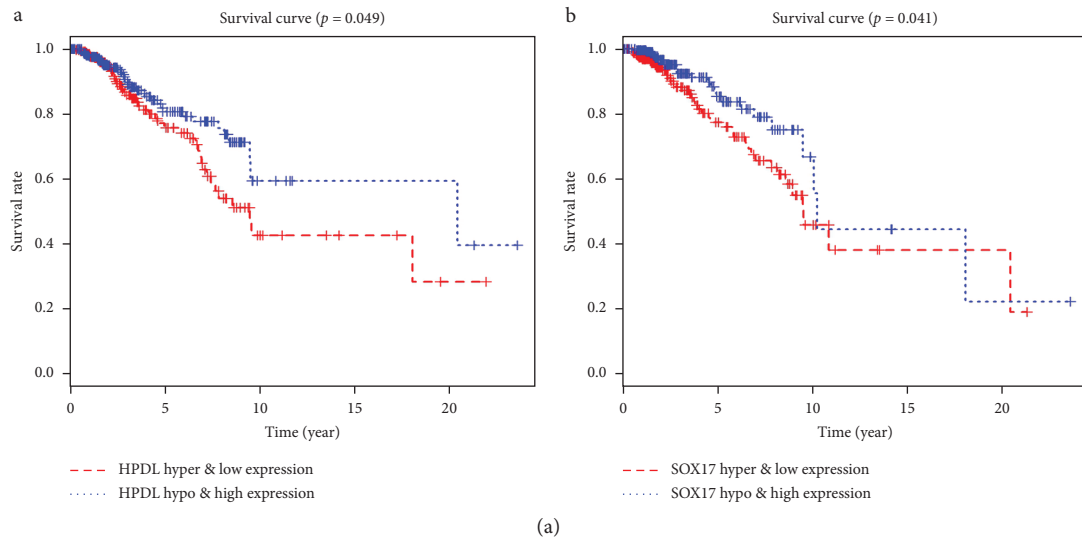 a
Survival curve (p = 0.049)
1.0
0.8
0.6
0.4
0.2
0.0
Survival rate
0 5 10 15 20
Time (year)
HPDL hyper & low expression
HPDL hypo & high expression
b
Survival curve (p = 0.041)
1.0
0.8
0.6
0.4
0.2
0.0
Survival rate
0 5 10 15 20
Time (year)
SOX17 hyper & low expression
SOX17 hypo & high expression
(a)